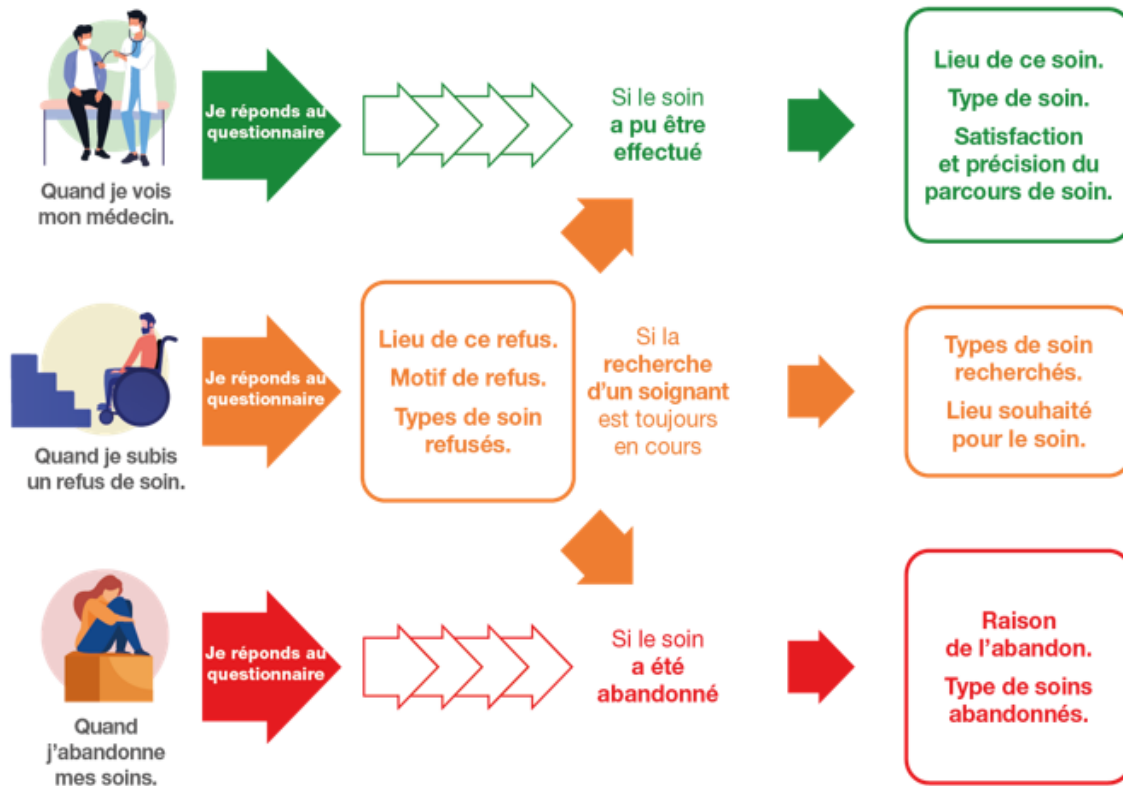 Quand je vois
mon médecin.
Je réponds au
questionnaire
Si le soin
a pu être
effectué
Lieu de ce soin.
Type de soin.
Satisfaction
et précision du
parcours de soin.
Quand je subis
un refus de soin.
Je réponds au
questionnaire
Lieu de ce refus.
Motif de refus.
Types de soin
refusés.
Si la
recherche
d'un soignant
est toujours
en cours
Types de soin
recherchés.
Lieu souhaité
pour le soin.
Quand
j'abandonne
mes soins.
Je réponds au
questionnaire
Si le soin
a été
abandonné
Raison
de l'abandon.
Type de soins
abandonnés.